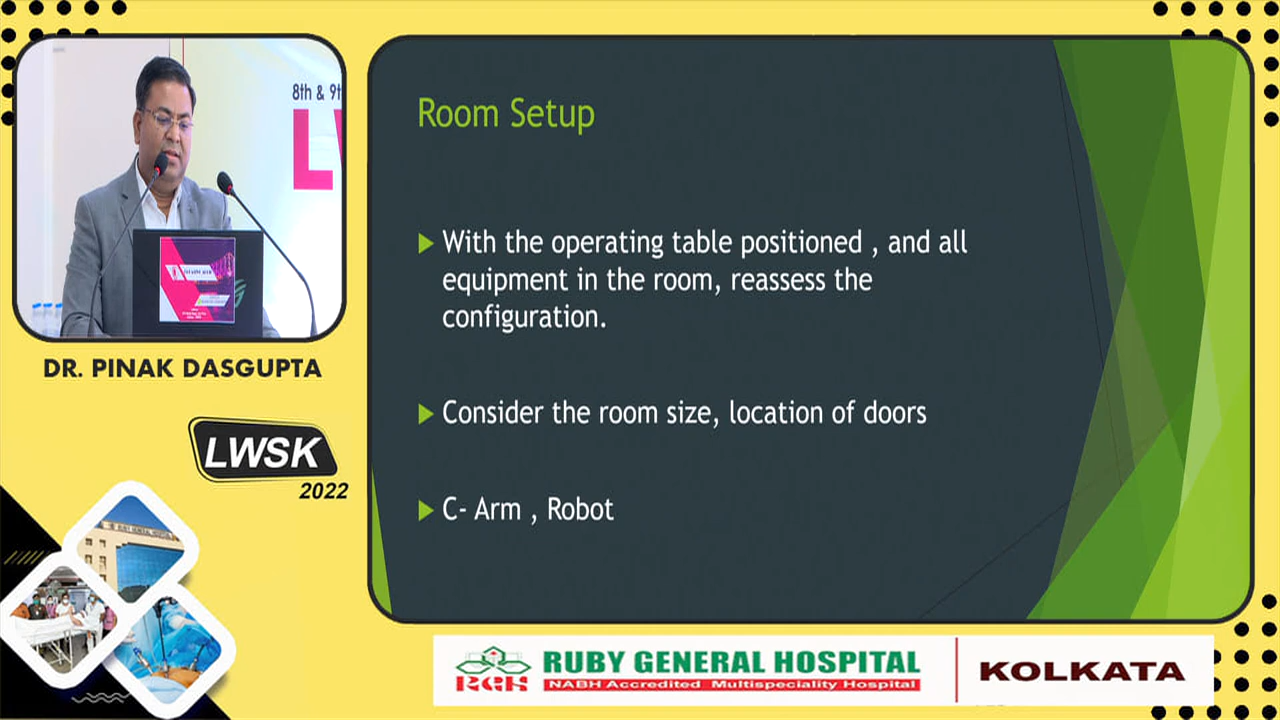 8th & 9t
DR. PINAK DASGUPTA
LWSK
2022
Room Setup
With the operating table positioned , and all
equipment in the room, reassess the
configuration.
Consider the room size, location of doors
C- Arm , Robot
RGH
RUBY GENERAL HOSPITAL
NABH Accredited Multispeciality Hospital
KOLKATA